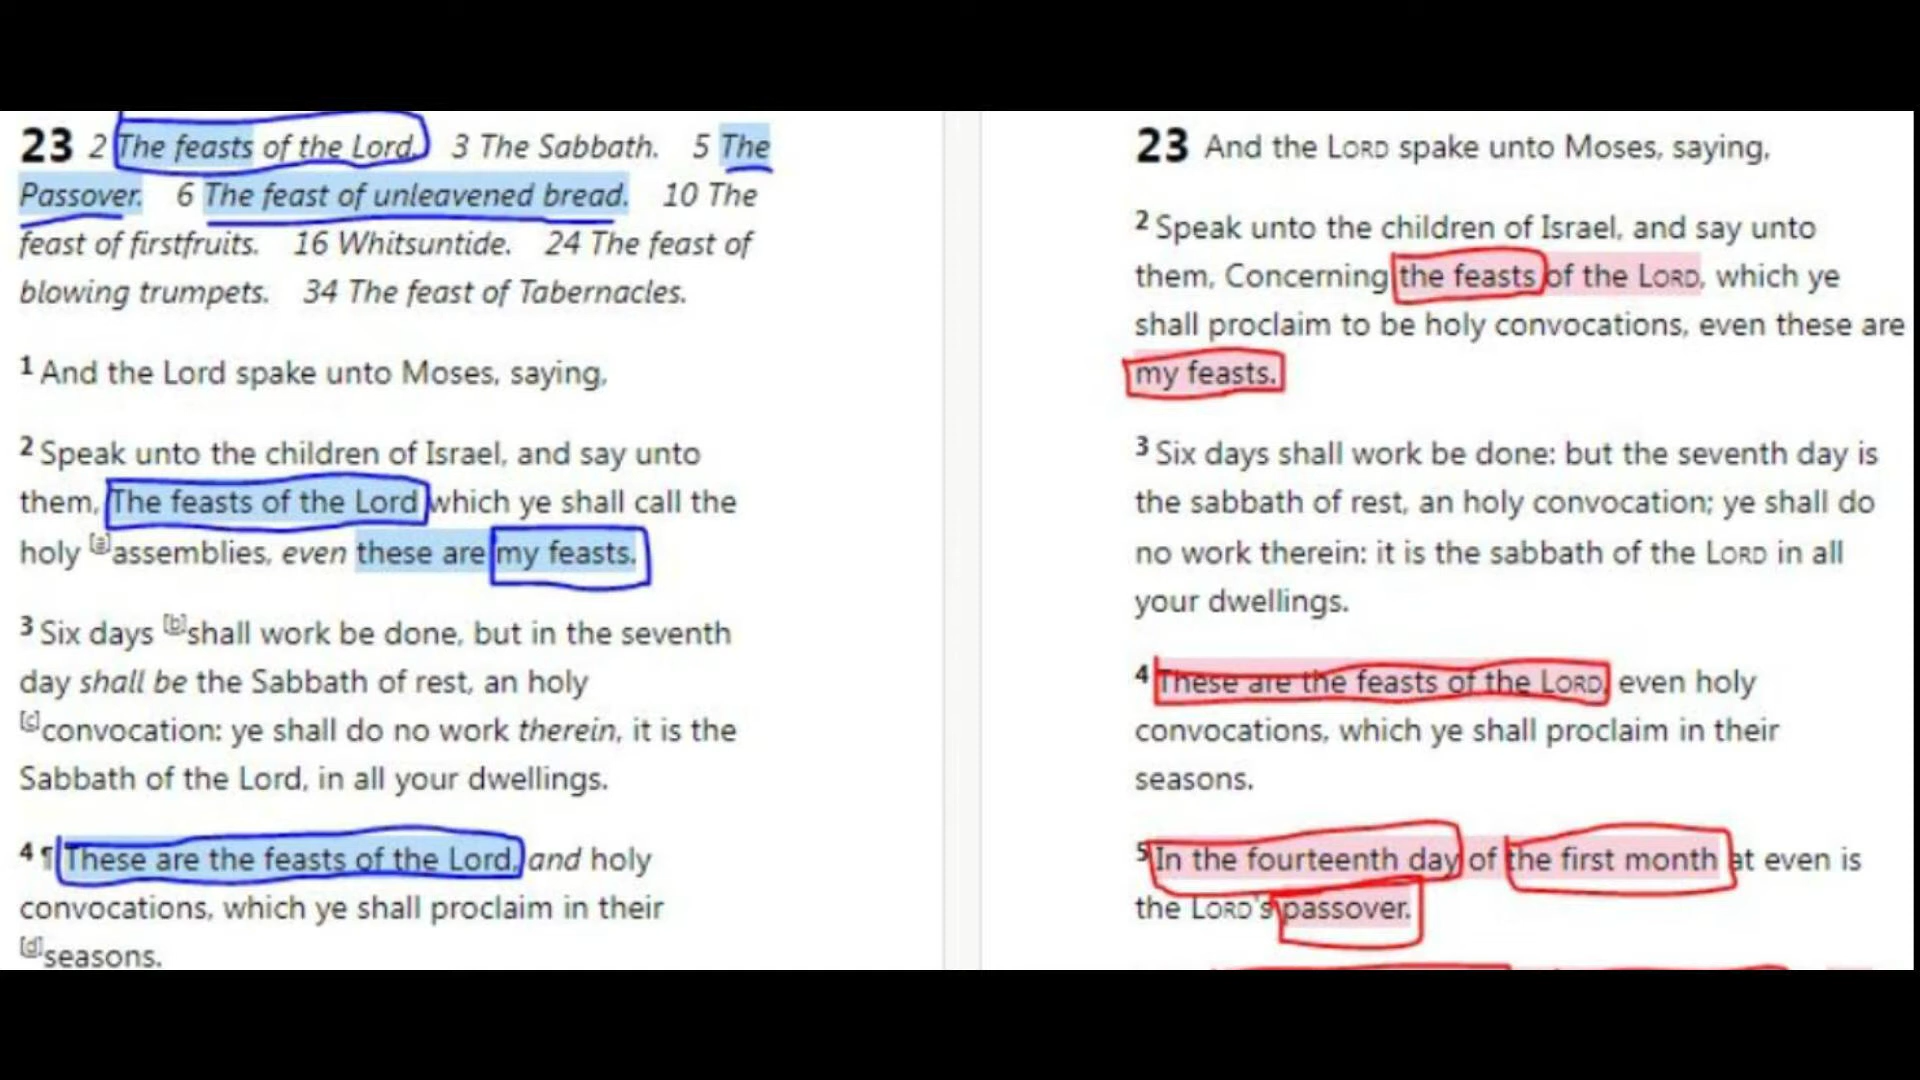 23 2 The feasts of the Lord. 3 The Sabbath. 5 The
Passover. 6 The feast of unleavened bread. 10 The
feast of firstfruits. 16 Whitsuntide. 24 The feast of
blowing trumpets. 34 The feast of Tabernacles.
1 And the Lord spake unto Moses, saying,
2 Speak unto the children of Israel, and say unto
them, The feasts of the Lord which ye shall call the
holy [a]assemblies, even these are my feasts.
3 Six days [b]shall work be done, but in the seventh
day shall be the Sabbath of rest, an holy
[c]convocation: ye shall do no work therein, it is the
Sabbath of the Lord, in all your dwellings.
4 ¶ These are the feasts of the Lord, and holy
convocations, which ye shall proclaim in their
[d]seasons.
23 And the LORD spake unto Moses, saying,
2 Speak unto the children of Israel, and say unto
them, Concerning the feasts of the LORD, which ye
shall proclaim to be holy convocations, even these are
my feasts.
3 Six days shall work be done: but the seventh day is
the sabbath of rest, an holy convocation; ye shall do
no work therein: it is the sabbath of the LORD in all
your dwellings.
4 These are the feasts of the LORD, even holy
convocations, which ye shall proclaim in their
seasons.
5 In the fourteenth day of the first month at even is
the LORD's passover.